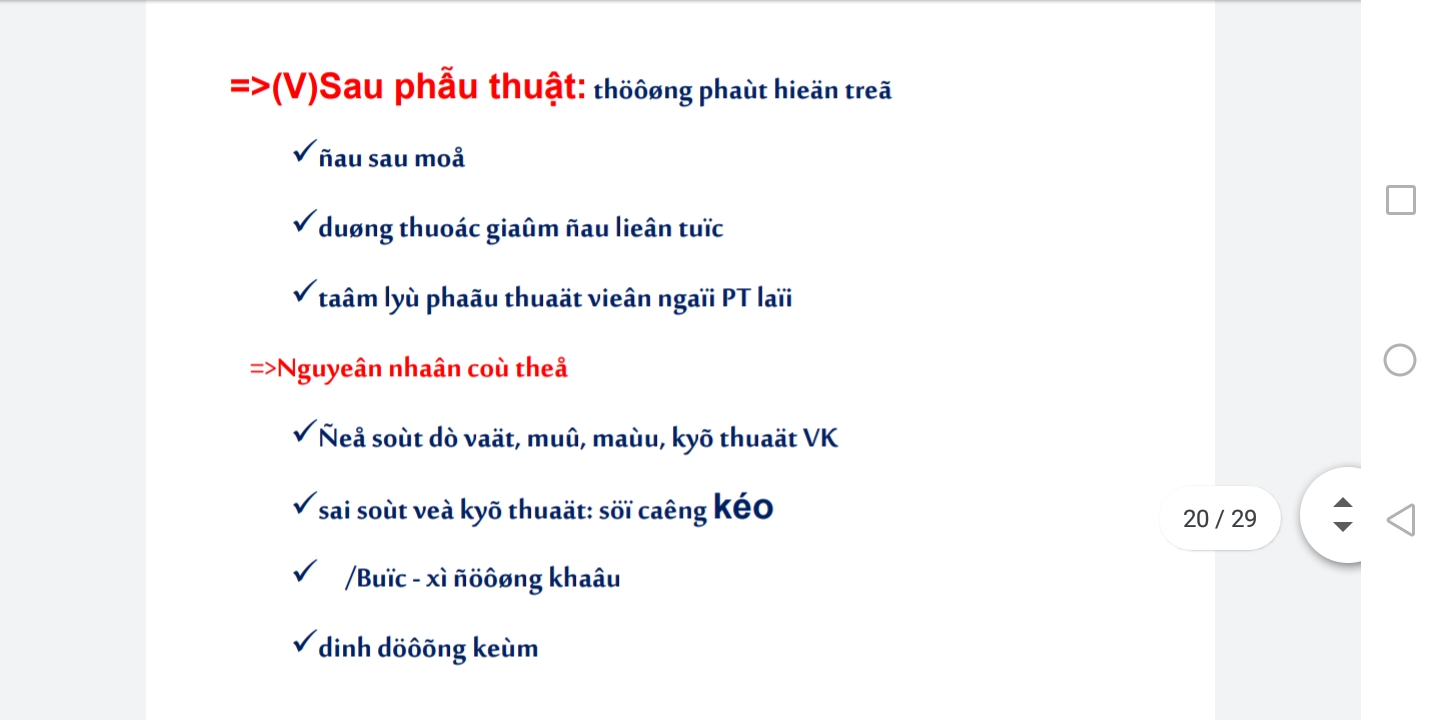 =>(V)Sau phẫu thuật: thöôøng phaùt hieän treã
✓ñau sau moå
✓duøng thuoác giaûm ñau lieân tuïc
✓taâm lyù phaãu thuaät vieân ngaïi PT laïi
=>Nguyeân nhaân coù theå
✓Ñeå soùt dò vaät, muû, maùu, kyõ thuaät VK
✓sai soùt veà kyõ thuaät: söï caêng kéo
✓ /Buïc - xì ñöôøng khaâu
20 / 29
✓dinh döôõng keùm